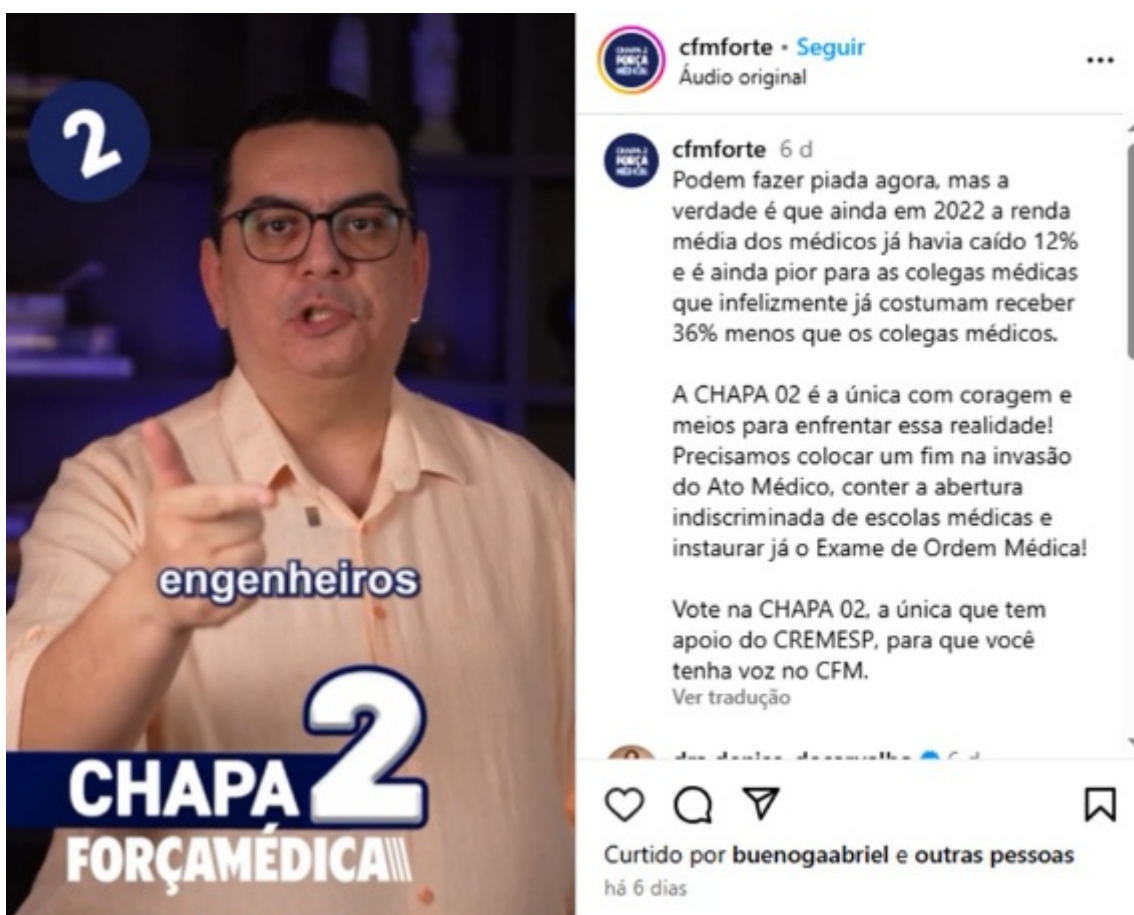 2
engenheiros
CHAPA 2
FORÇAMÉDICA
CHAPA 2
FORÇA
MÉDICA
cfmforte • Seguir
Áudio original
cfmforte 6 d
Podem fazer piada agora, mas a
verdade é que ainda em 2022 a renda
média dos médicos já havia caído 12%
e é ainda pior para as colegas médicas
que infelizmente já costumam receber
36% menos que os colegas médicos.
A CHAPA 02 é a única com coragem e
meios para enfrentar essa realidade!
Precisamos colocar um fim na invasão
do Ato Médico, conter a abertura
indiscriminada de escolas médicas e
instaurar já o Exame de Ordem Médica!
Vote na CHAPA 02, a única que tem
apoio do CREMESP, para que você
tenha voz no CFM.
Ver tradução
Curtido por buenogaabriel e outras pessoas
há 6 dias